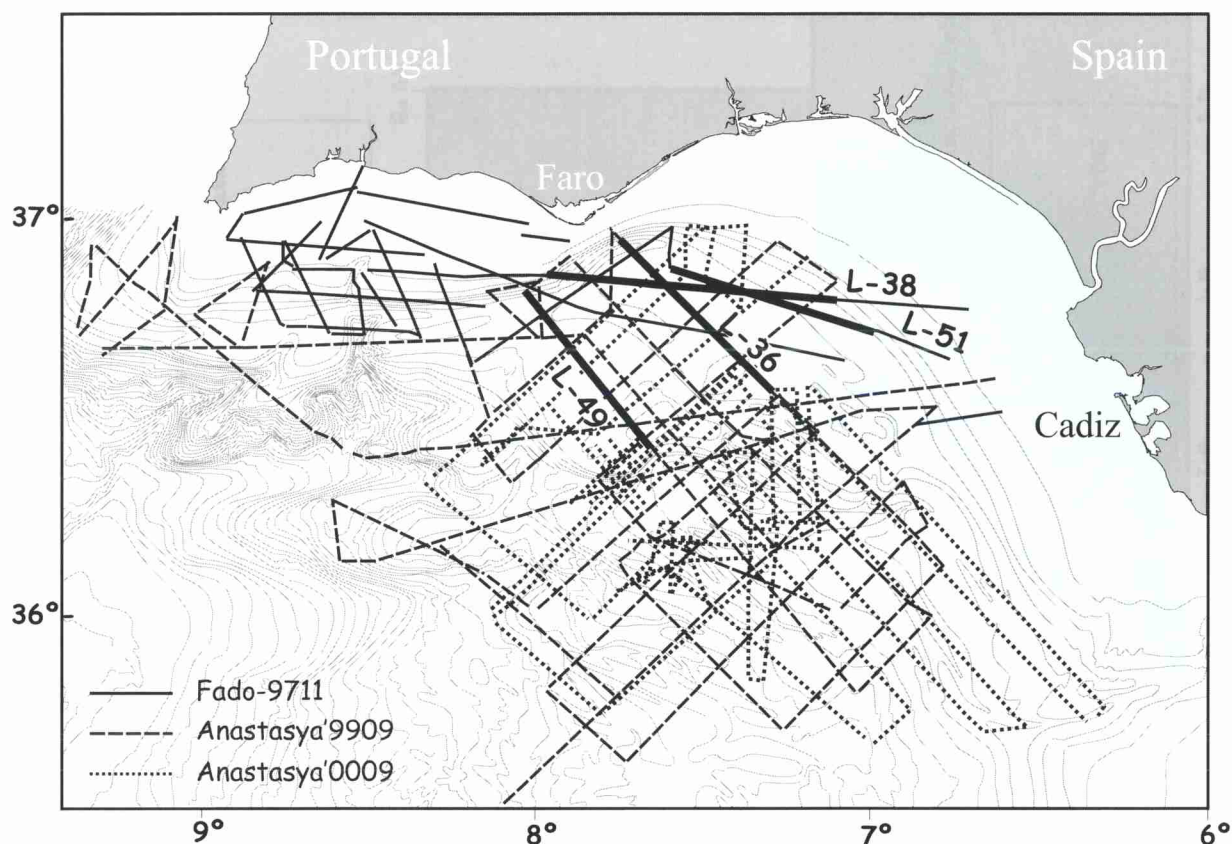 Portugal
Spain
Faro
37°
L-38
L-51
-36
L-49
Cadiz
36°
Fado-9711
Anastasya'9909
Anastasya'0009
9°
8°
7°
6°